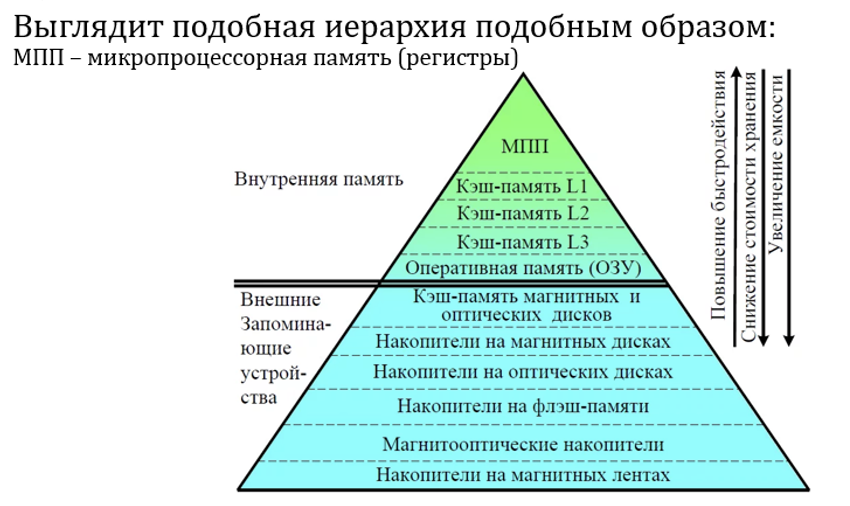 Выглядит подобная иерархия подобным образом:
МПП – микропроцессорная память (регистры)
МПП
Внутренняя память
Кэш-память L1
Кэш-память L2
Кэш-память L3
Оперативная память (ОЗУ)
Внешние
Запомина-
ющие
устрой-
ства
Кэш-память магнитных и
оптических дисков
Накопители на магнитных дисках
Накопители на оптических дисках
Накопители на флэш-памяти
Магнитооптические накопители
Накопители на магнитных лентах
Повышение быстродействия
Снижение стоимости хранения
Увеличение емкости